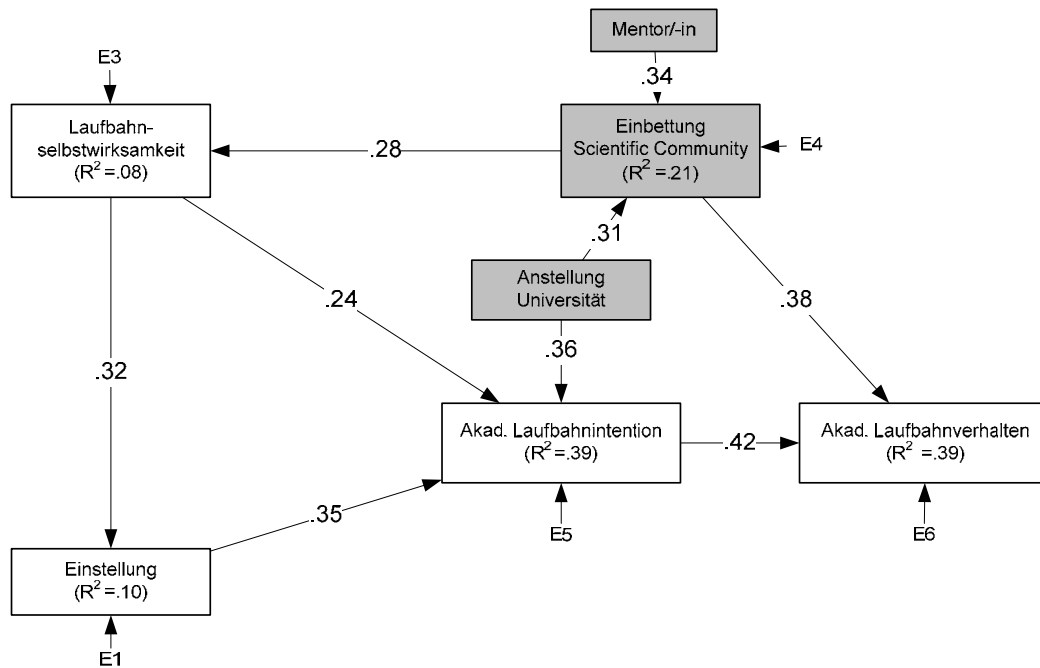 Mentor/-in
.34
E3
Laufbahn-
selbstwirksamkeit
(R² =.08)
.28
Einbettung
Scientific Community
(R² =.21)
E4
.31
Anstellung
Universität
.24
.38
.36
.32
Akad. Laufbahnintention
(R² =.39)
.42
Akad. Laufbahnverhalten
(R² =.39)
.35
E5
E6
Einstellung
(R² =.10)
E1